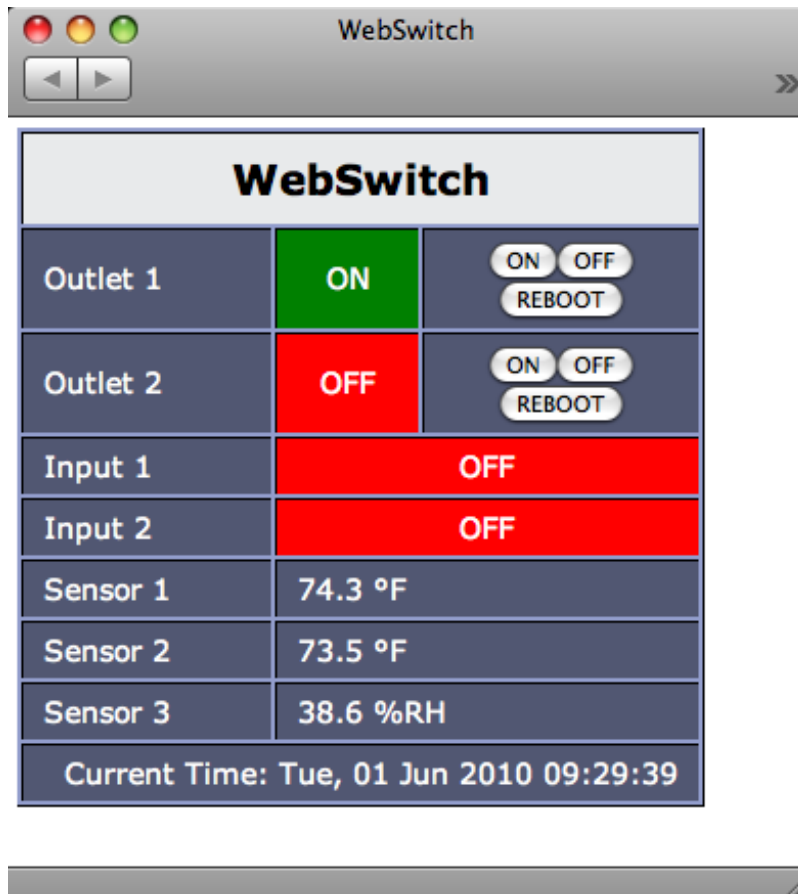 WebSwitch
WebSwitch
Outlet 1 ON ON OFF
REBOOT
Outlet 2 OFF ON OFF
REBOOT
Input 1 OFF
Input 2 OFF
Sensor 1 74.3 °F
Sensor 2 73.5 °F
Sensor 3 38.6 %RH
Current Time: Tue, 01 Jun 2010 09:29:39